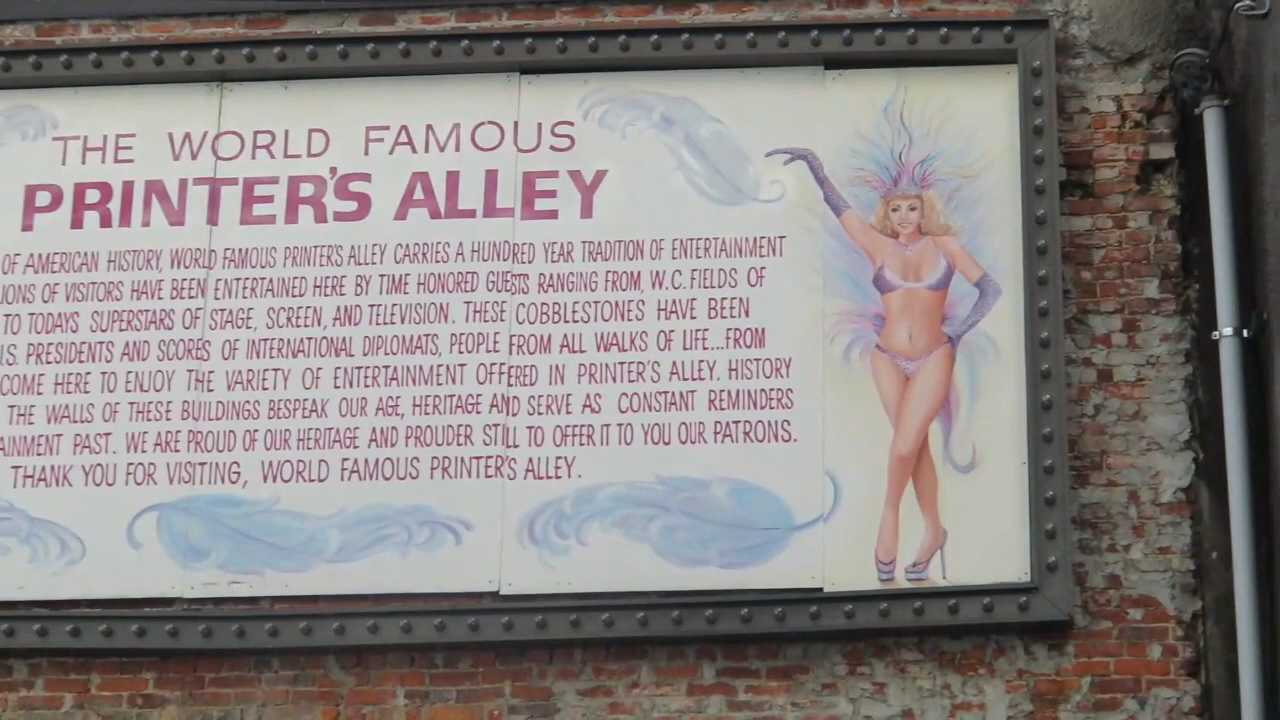 THE WORLD FAMOUS
PRINTER'S ALLEY
OF AMERICAN HISTORY, WORLD FAMOUS PRINTER'S ALLEY CARRIES A HUNDRED YEAR TRADITION OF ENTERTAINMENT
IONS OF VISITORS HAVE BEEN ENTERTAINED HERE BY TIME HONORED GUESTS RANGING FROM, W.C. FIELDS OF
TO TODAYS SUPERSTARS OF STAGE, SCREEN, AND TELEVISION. THESE COBBLESTONES HAVE BEEN
.S. PRESIDENTS AND SCORES OF INTERNATIONAL DIPLOMATS, PEOPLE FROM ALL WALKS OF LIFE...FROM
COME HERE TO ENJOY THE VARIETY OF ENTERTAINMENT OFFERED IN PRINTER'S ALLEY. HISTORY
THE WALLS OF THESE BUILDINGS BESPEAK OUR AGE, HERITAGE AND SERVE AS CONSTANT REMINDERS
AINMENT PAST. WE ARE PROUD OF OUR HERITAGE AND PROUDER STILL TO OFFER IT TO YOU OUR PATRONS.
THANK YOU FOR VISITING, WORLD FAMOUS PRINTER'S ALLEY.